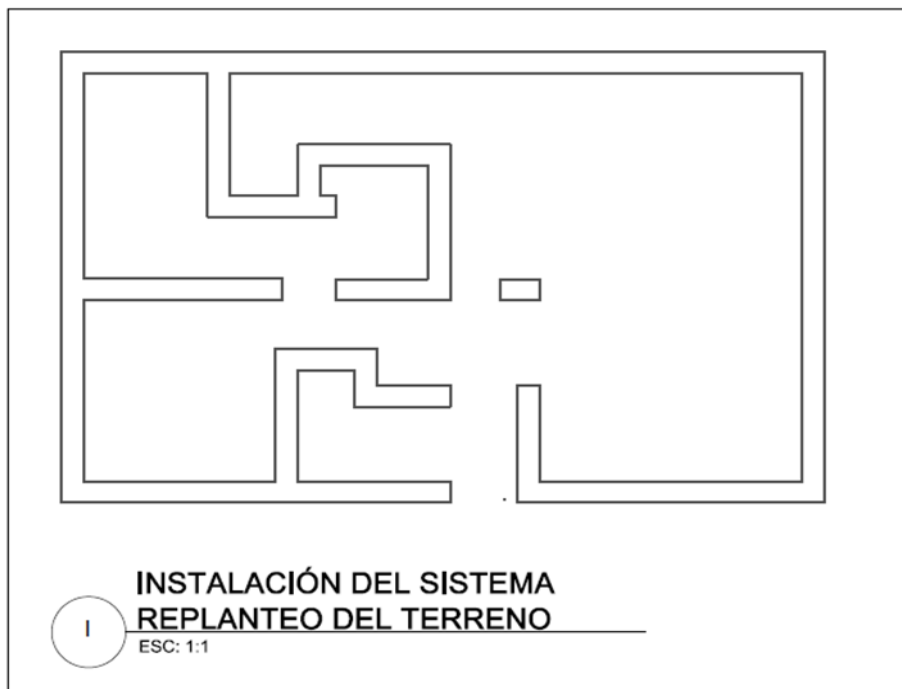 INSTALACIÓN DEL SISTEMA
REPLANTEO DEL TERRENO
I
ESC: 1:1